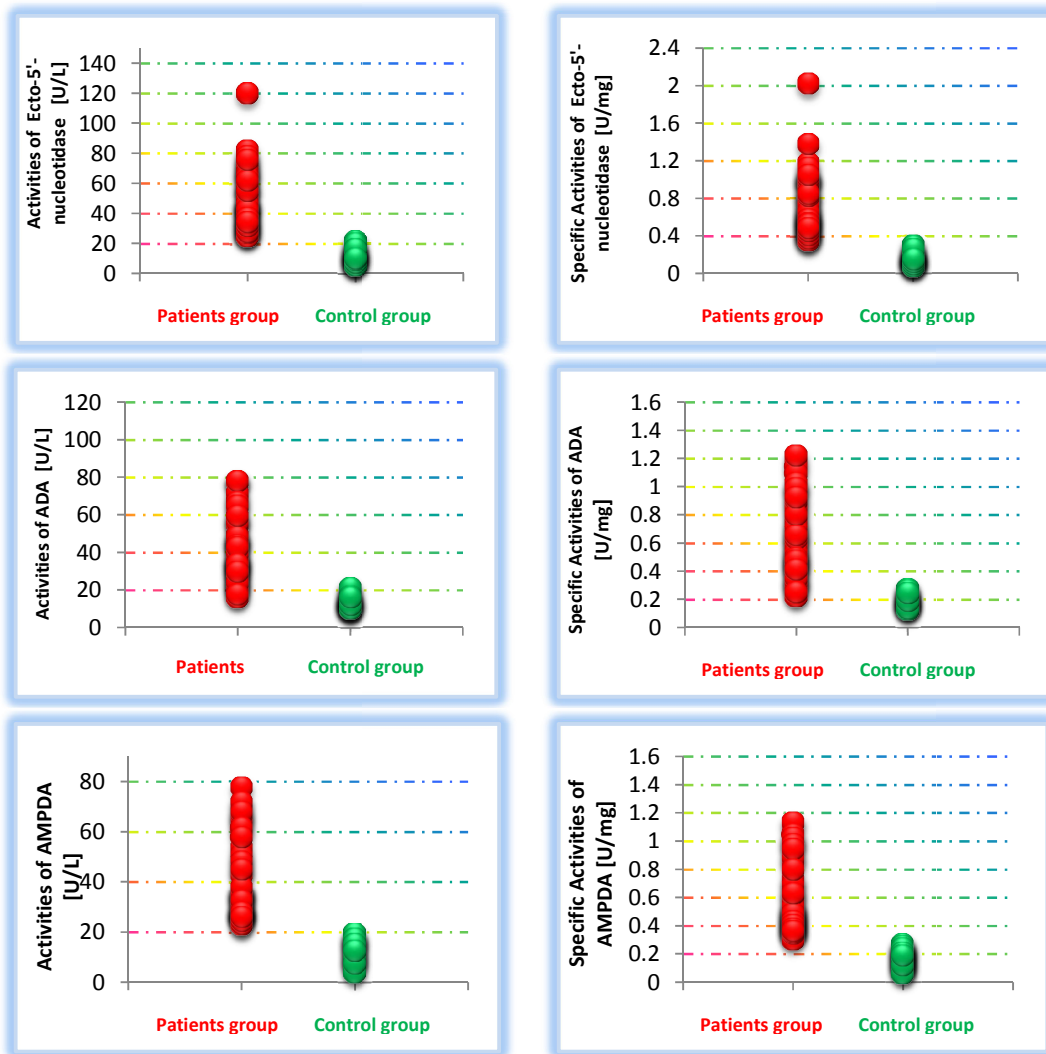 Activities of Ecto-5'-
nucleotidase [U/L]
140
120
100
80
60
40
20
0
Patients group Control group
Specific Activities of Ecto-5'-
nucleotidase [U/mg]
2.4
2
1.6
1.2
0.8
0.4
0
Patients group Control group
Activities of ADA [U/L]
120
100
80
60
40
20
0
Patients Control group
Specific Activities of ADA
[U/mg]
1.6
1.4
1.2
1
0.8
0.6
0.4
0.2
0
Patients group Control group
Activities of AMPDA
[U/L]
80
60
40
20
0
Patients group Control group
Specific Activities of
AMPDA [U/mg]
1.6
1.4
1.2
1
0.8
0.6
0.4
0.2
0
Patients group Control group